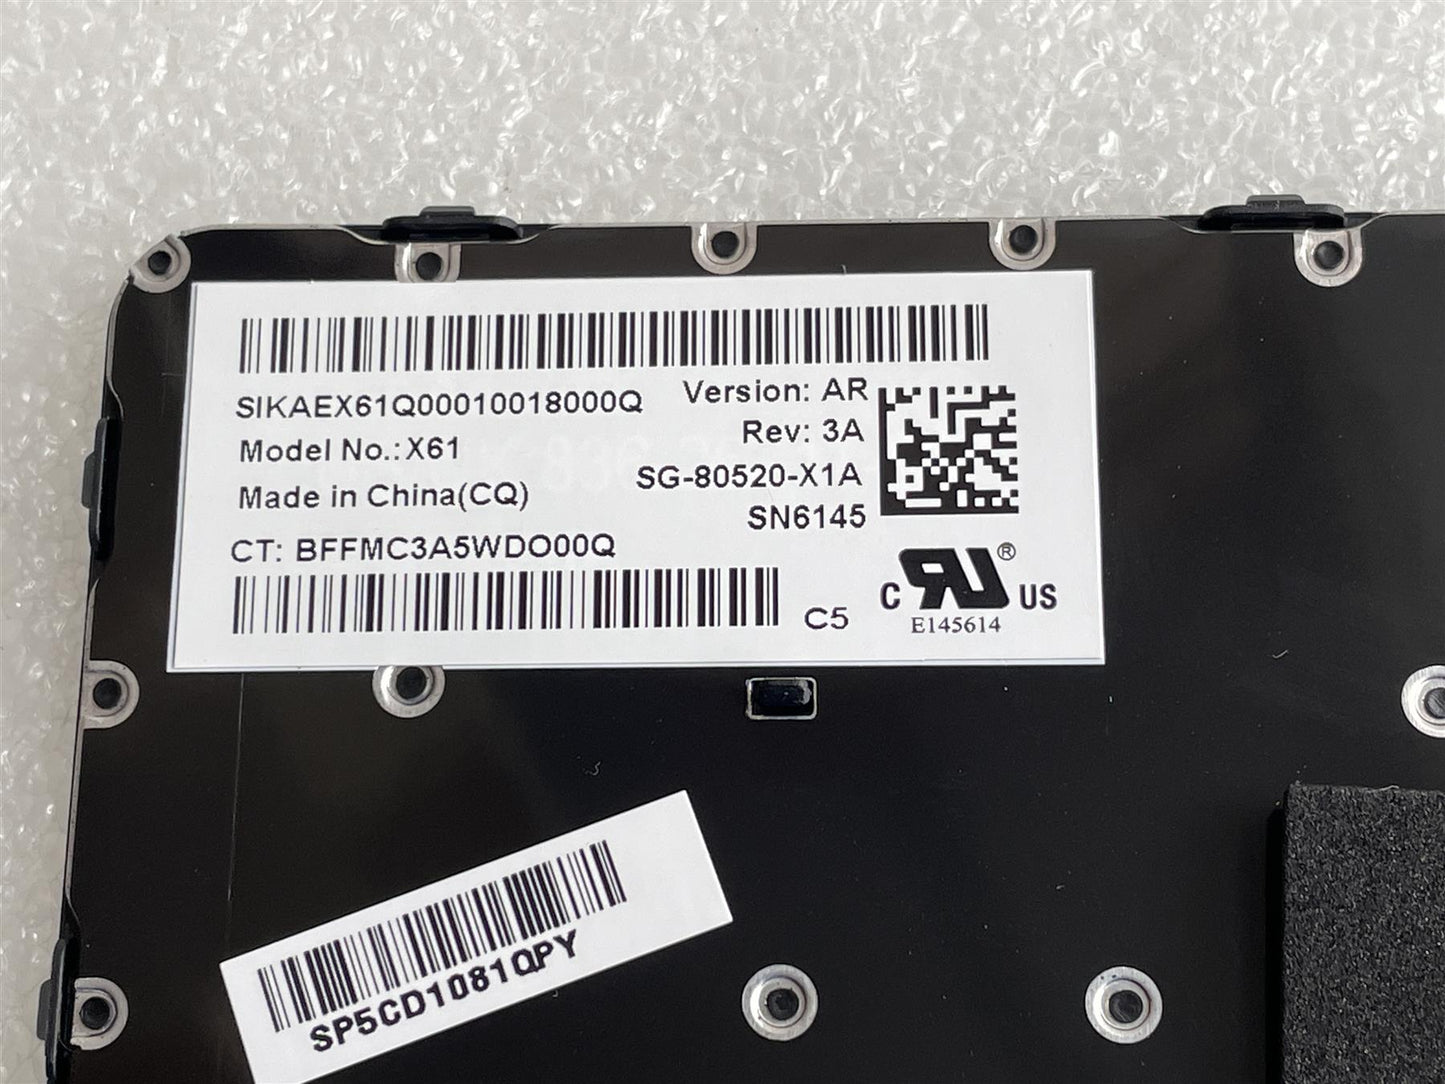 SIKAEX61Q00010018000Q
Version: AR
Model No.:X61
Rev: 3A
Made in China(CQ)
SG-80520-X1A
SN6145
CT: BFFMC3A5WDO00Q
C5
C RU® US
E145614
SP5CD1081QPY